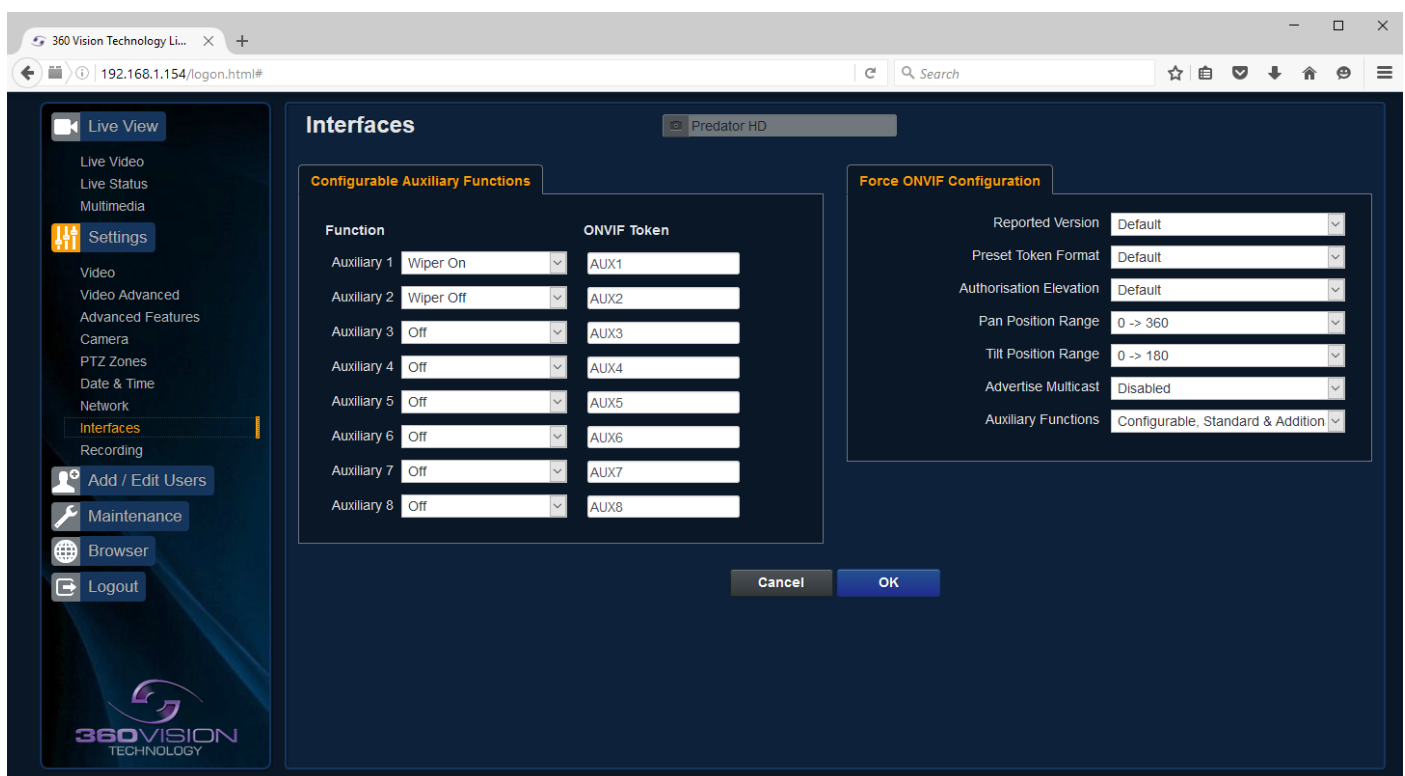 360 Vision Technology Li...
192.168.1.154/logon.html#
Search
Live View
Live Video
Live Status
Multimedia
Settings
Video
Video Advanced
Advanced Features
Camera
PTZ Zones
Date & Time
Network
Interfaces
Recording
Add / Edit Users
Maintenance
Browser
Logout
360VISION
TECHNOLOGY
Interfaces
Predator HD
Configurable Auxiliary Functions
Function ONVIF Token
Auxiliary 1 Wiper On AUX1
Auxiliary 2 Wiper Off AUX2
Auxiliary 3 Off AUX3
Auxiliary 4 Off AUX4
Auxiliary 5 Off AUX5
Auxiliary 6 Off AUX6
Auxiliary 7 Off AUX7
Auxiliary 8 Off AUX8
Force ONVIF Configuration
Reported Version Default
Preset Token Format Default
Authorisation Elevation Default
Pan Position Range 0 -> 360
Tilt Position Range 0 -> 180
Advertise Multicast Disabled
Auxiliary Functions Configurable, Standard & Addition
Cancel OK